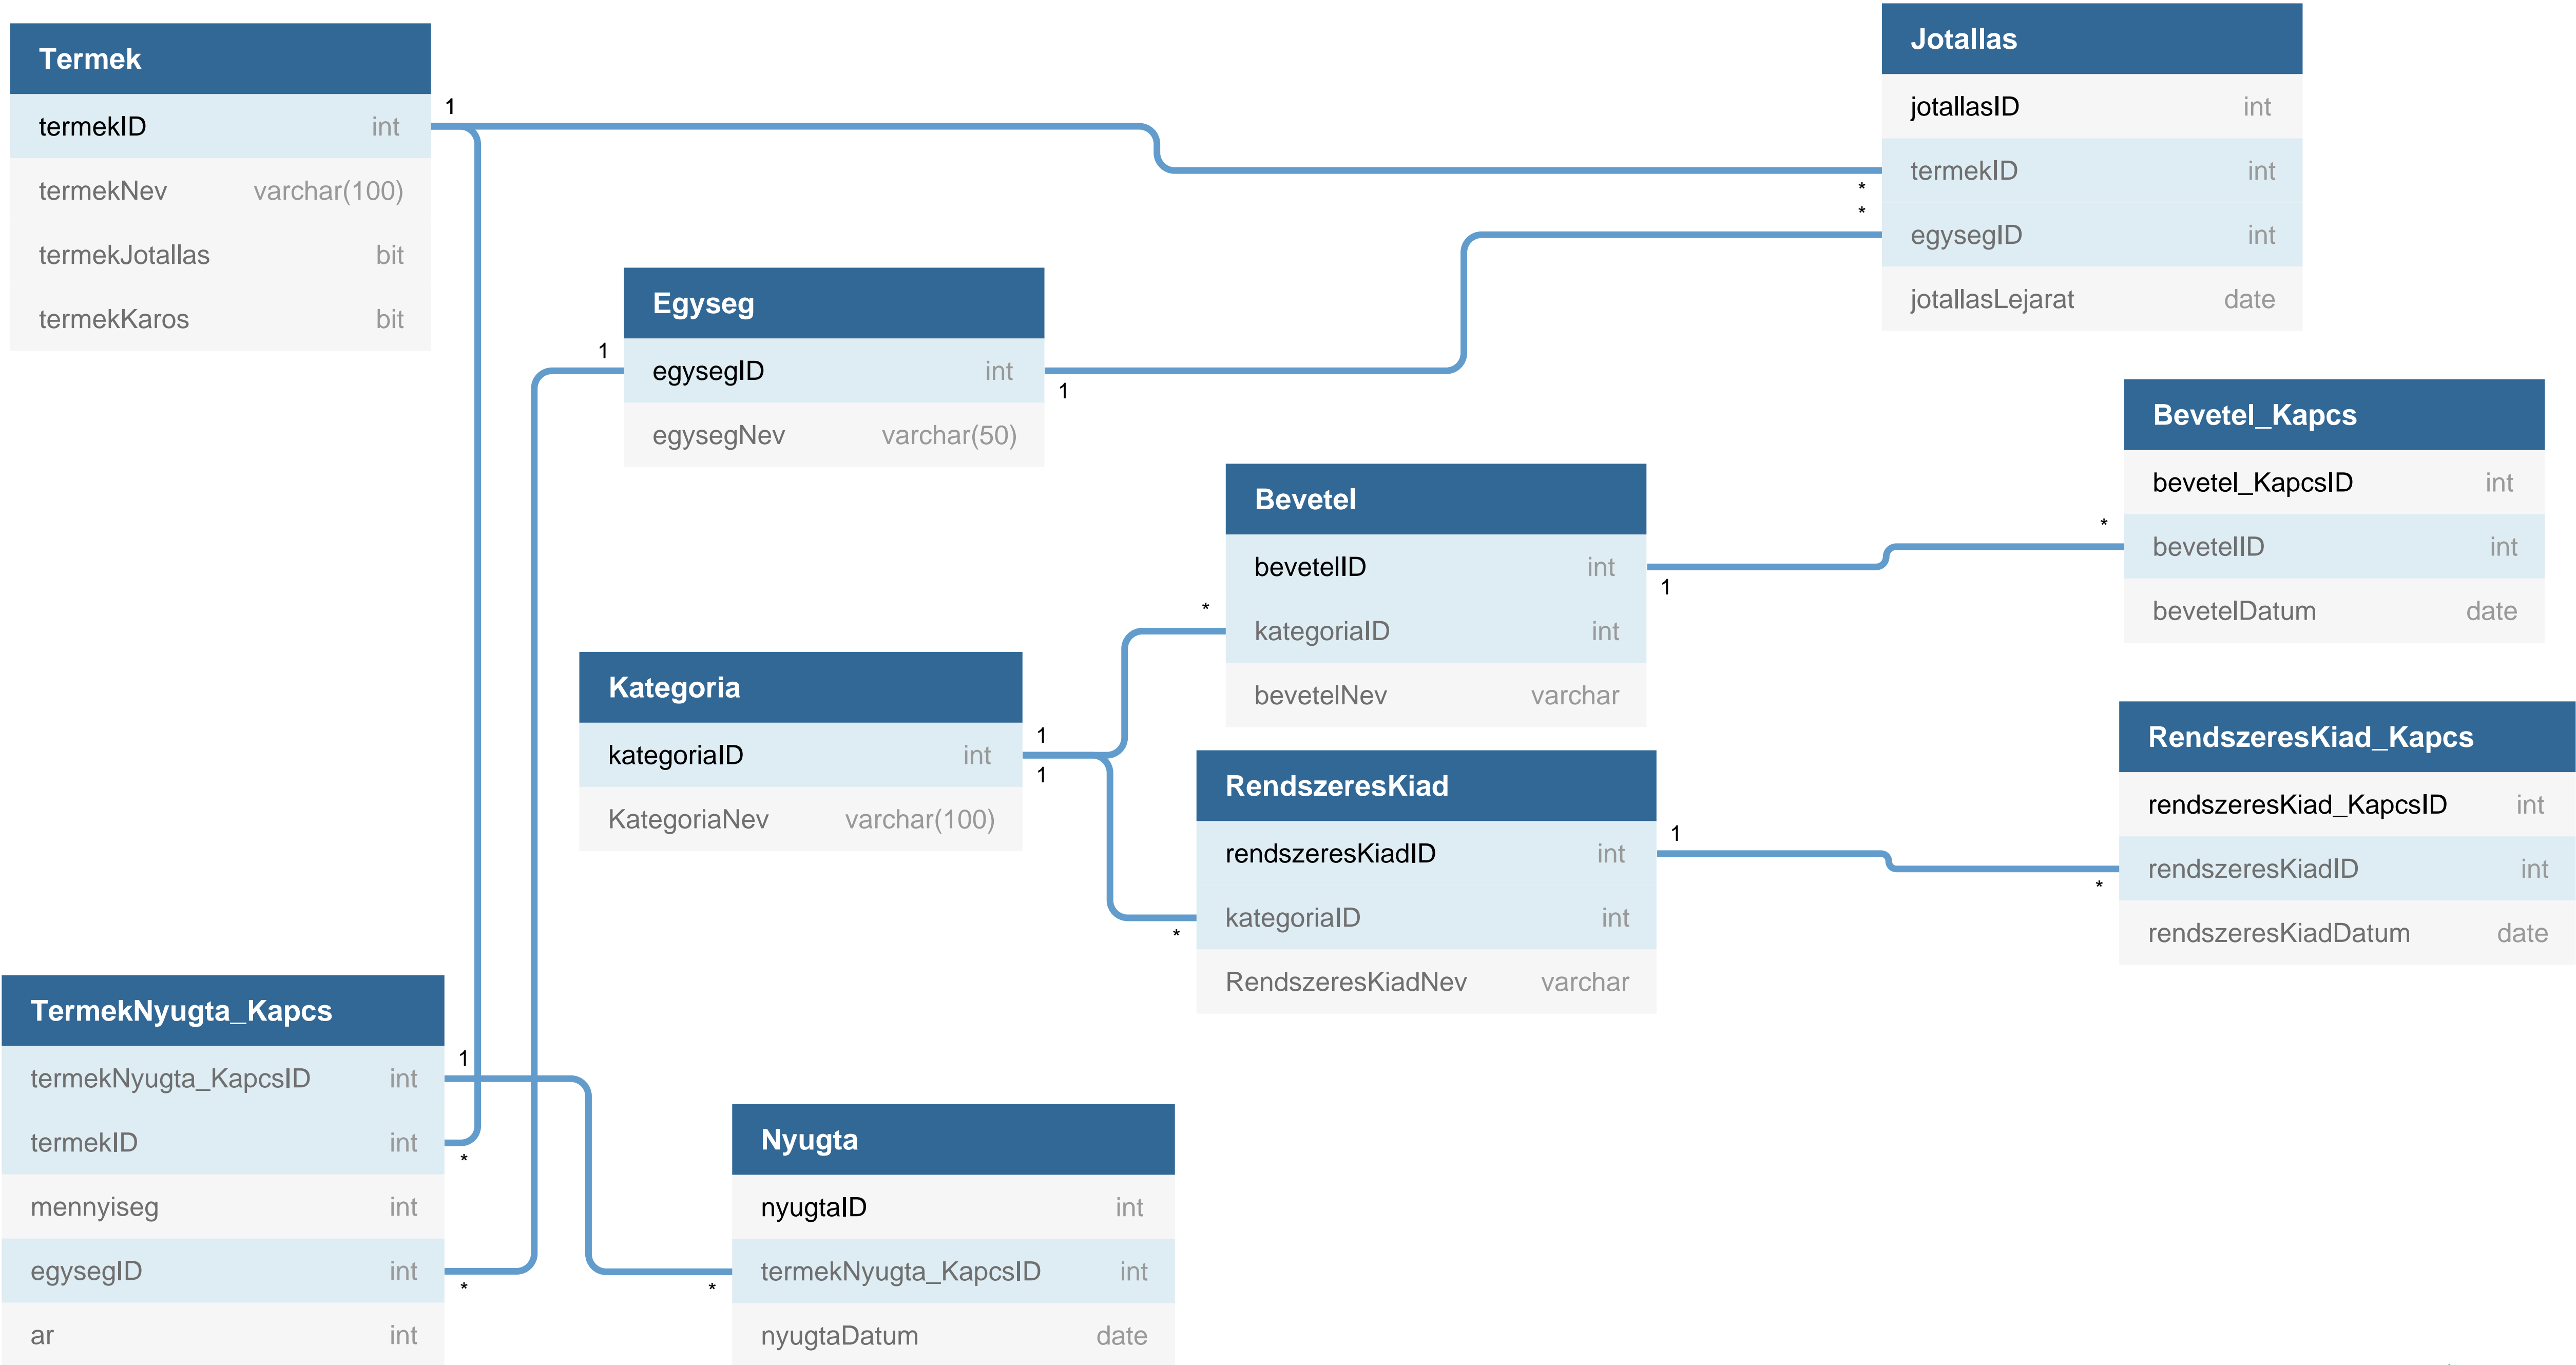 Termek
termekID int
termekNev varchar(100)
termekJotallas bit
termekKaros bit
1
Jotallas
jotallasID int
termekID int
egysegID int
jotallasLejarat date
*
*
Egyseg
egysegID int
egysegNev varchar(50)
1
1
Bevetel_Kapcs
bevetel_KapcsID int
bevetelID int
bevetelDatum date
*
Bevetel
bevetelID int
kategoriaID int
bevetelNev varchar
1
*
Kategoria
kategoriaID int
KategoriaNev varchar(100)
1
1
RendszeresKiad
rendszeresKiadID int
kategoriaID int
RendszeresKiadNev varchar
1
*
RendszeresKiad_Kapcs
rendszeresKiad_KapcsID int
rendszeresKiadID int
rendszeresKiadDatum date
*
TermekNyugta_Kapcs
termekNyugta_KapcsID int
termekID int
mennyiseg int
egysegID int
ar int
1
*
*
Nyugta
nyugtaID int
termekNyugta_KapcsID int
nyugtaDatum date
*